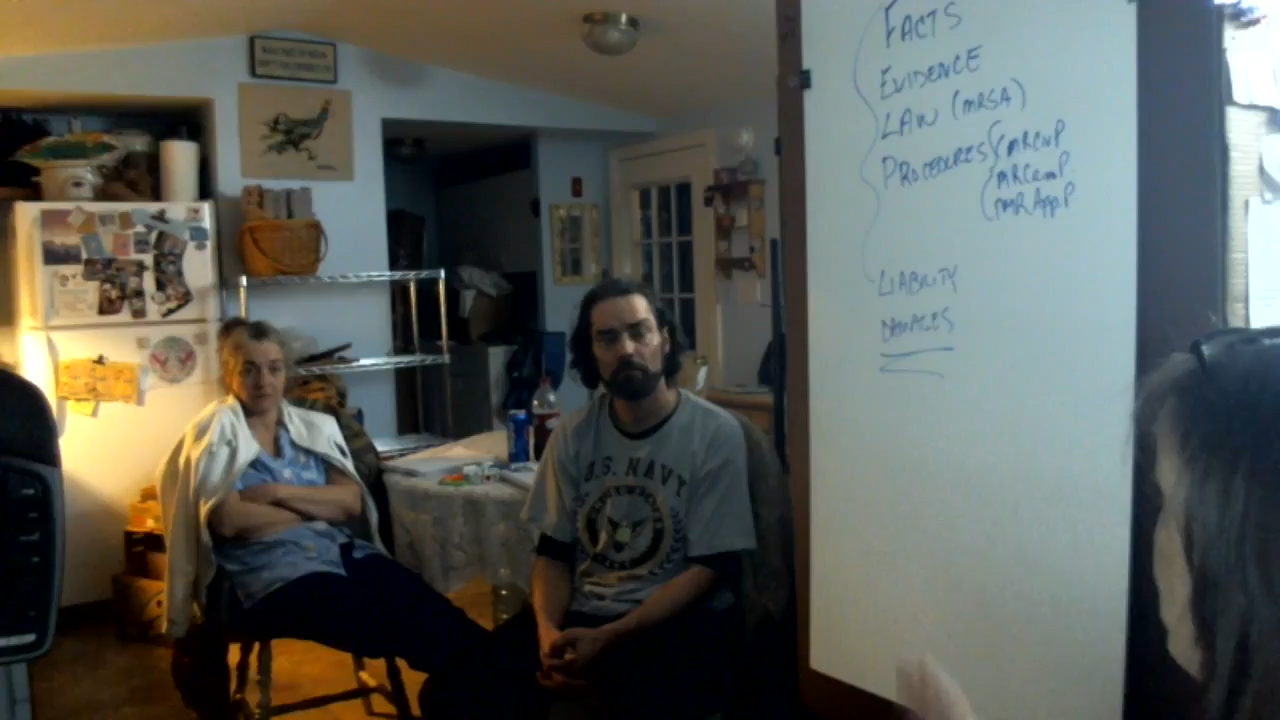 FACTS
EVIDENCE
LAW (MRSA)
PROCEDURES
MRCivP
MRCrimP
MR App.P
LIABILITY
DAMAGES
U.S. NAVY